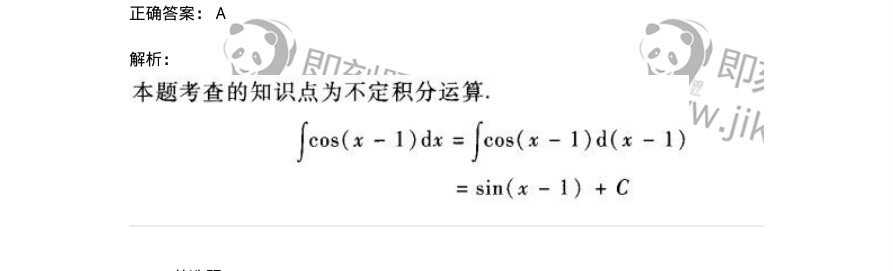 正确答案： A
解析：
本题考查的知识点为不定积分运算.
∫cos(x − 1)dx = ∫cos(x − 1)d(x − 1)
= sin(x − 1) + C